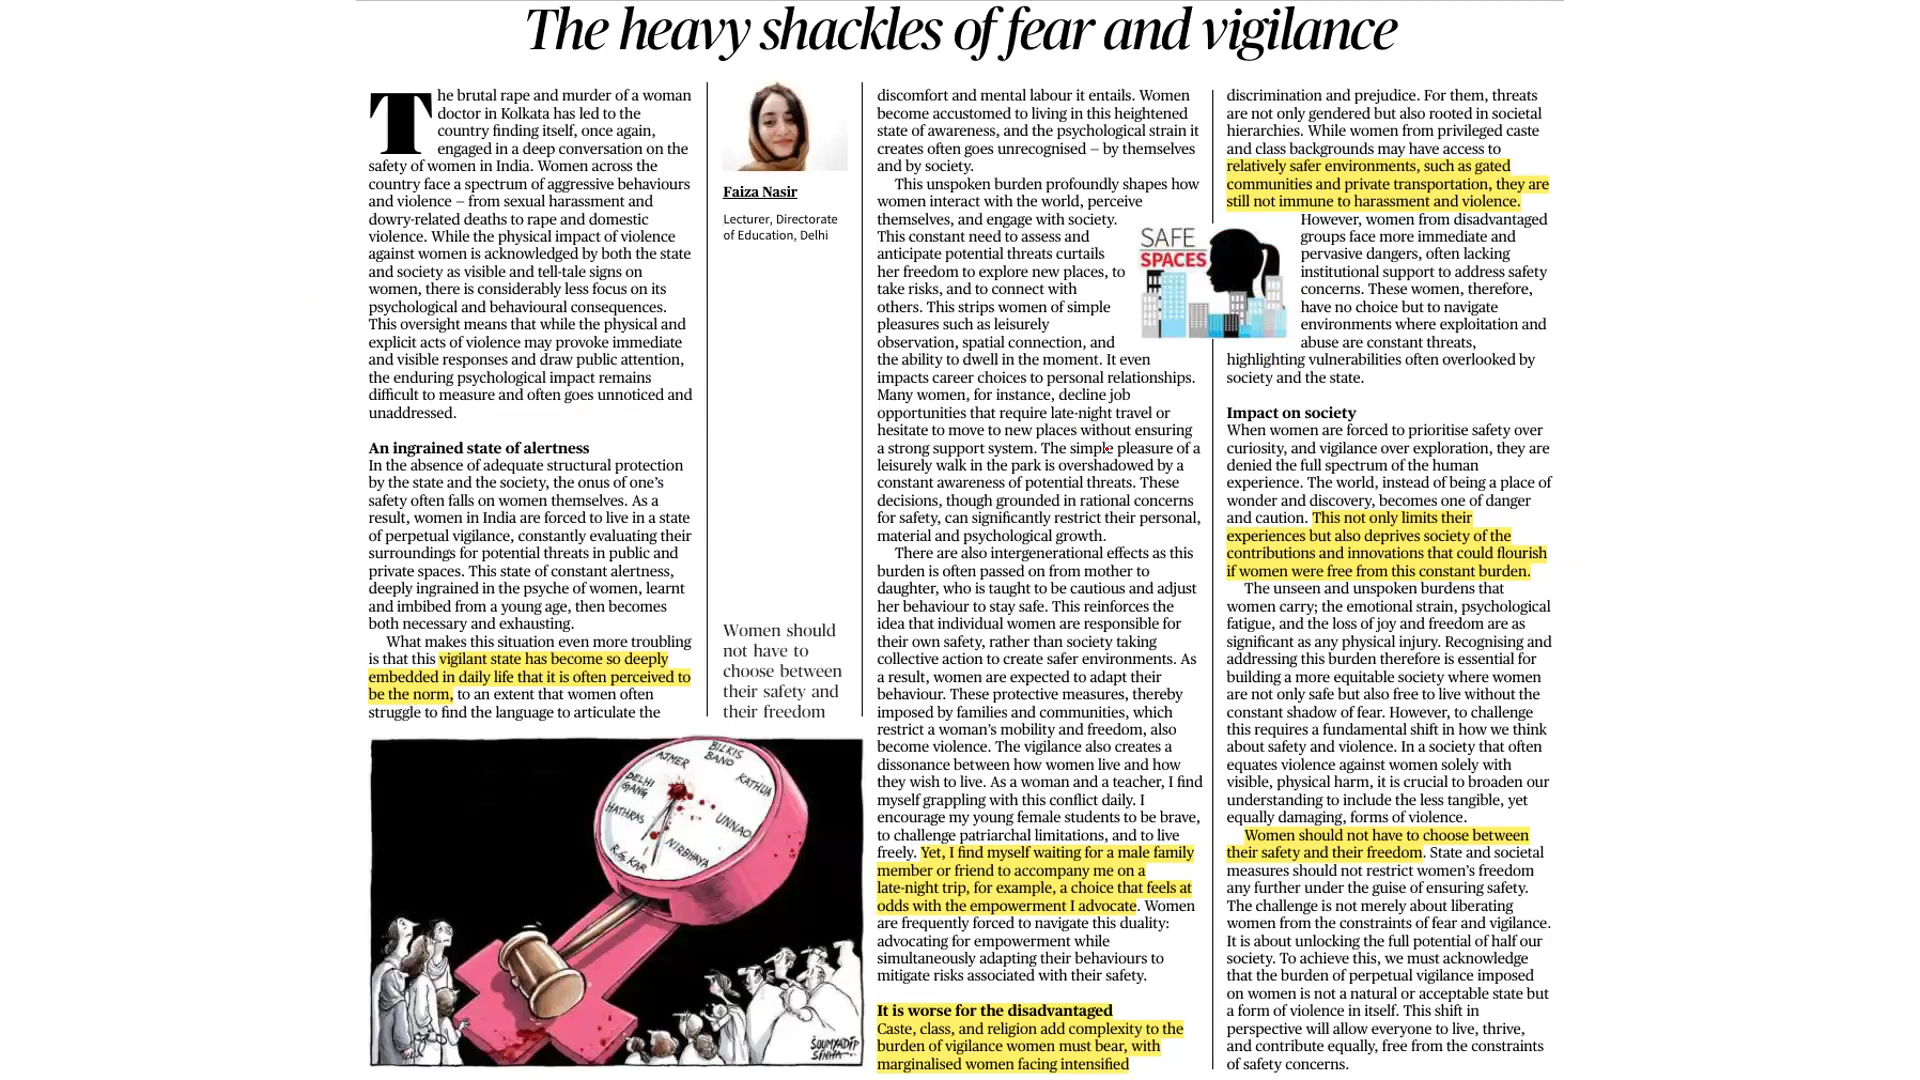 The heavy shackles of fear and vigilance
The brutal rape and murder of a woman
doctor in Kolkata has led to the
country finding itself, once again,
engaged in a deep conversation on the
safety of women in India. Women across the
country face a spectrum of aggressive behaviours
and violence — from sexual harassment and
dowry-related deaths to rape and domestic
violence. While the physical impact of violence
against women is acknowledged by both the state
and society as visible and tell-tale signs on
women, there is considerably less focus on its
psychological and behavioural consequences.
This oversight means that while the physical and
explicit acts of violence may provoke immediate
and visible responses and draw public attention,
the enduring psychological impact remains
difficult to measure and often goes unnoticed and
unaddressed.
An ingrained state of alertness
In the absence of adequate structural protection
by the state and the society, the onus of one's
safety often falls on women themselves. As a
result, women in India are forced to live in a state
of perpetual vigilance, constantly evaluating their
surroundings for potential threats in public and
private spaces. This state of constant alertness,
deeply ingrained in the psyche of women, learnt
and imbibed from a young age, then becomes
both necessary and exhausting.
What makes this situation even more troubling
is that this vigilant state has become so deeply
embedded in daily life that it is often perceived to
be the norm, to an extent that women often
struggle to find the language to articulate the
Faiza Nasir
Lecturer, Directorate
of Education, Delhi
Women should
not have to
choose between
their safety and
their freedom
AJMER
BILKIS
BANO
KATHUA
DELHI
GANG
HATHRAS
UNNAO
NIRBHAYA
R.G. KAR
SOUMYADIP
SINHA
discomfort and mental labour it entails. Women
become accustomed to living in this heightened
state of awareness, and the psychological strain it
creates often goes unrecognised — by themselves
and by society.
This unspoken burden profoundly shapes how
women interact with the world, perceive
themselves, and engage with society.
This constant need to assess and
anticipate potential threats curtails
her freedom to explore new places, to
take risks, and to connect with
others. This strips women of simple
pleasures such as leisurely
observation, spatial connection, and
the ability to dwell in the moment. It even
impacts career choices to personal relationships.
Many women, for instance, decline job
opportunities that require late-night travel or
hesitate to move to new places without ensuring
a strong support system. The simple pleasure of a
leisurely walk in the park is overshadowed by a
constant awareness of potential threats. These
decisions, though grounded in rational concerns
for safety, can significantly restrict their personal,
material and psychological growth.
There are also intergenerational effects as this
burden is often passed on from mother to
daughter, who is taught to be cautious and adjust
her behaviour to stay safe. This reinforces the
idea that individual women are responsible for
their own safety, rather than society taking
collective action to create safer environments. As
a result, women are expected to adapt their
behaviour. These protective measures, thereby
imposed by families and communities, which
restrict a woman's mobility and freedom, also
become violence. The vigilance also creates a
dissonance between how women live and how
they wish to live. As a woman and a teacher, I find
myself grappling with this conflict daily. I
encourage my young female students to be brave,
to challenge patriarchal limitations, and to live
freely. Yet, I find myself waiting for a male family
member or friend to accompany me on a
late-night trip, for example, a choice that feels at
odds with the empowerment I advocate. Women
are frequently forced to navigate this duality:
advocating for empowerment while
simultaneously adapting their behaviours to
mitigate risks associated with their safety.
It is worse for the disadvantaged
Caste, class, and religion add complexity to the
burden of vigilance women must bear, with
marginalised women facing intensified
SAFE
SPACES
discrimination and prejudice. For them, threats
are not only gendered but also rooted in societal
hierarchies. While women from privileged caste
and class backgrounds may have access to
relatively safer environments, such as gated
communities and private transportation, they are
still not immune to harassment and violence.
However, women from disadvantaged
groups face more immediate and
pervasive dangers, often lacking
institutional support to address safety
concerns. These women, therefore,
have no choice but to navigate
environments where exploitation and
abuse are constant threats,
highlighting vulnerabilities often overlooked by
society and the state.
Impact on society
When women are forced to prioritise safety over
curiosity, and vigilance over exploration, they are
denied the full spectrum of the human
experience. The world, instead of being a place of
wonder and discovery, becomes one of danger
and caution. This not only limits their
experiences but also deprives society of the
contributions and innovations that could flourish
if women were free from this constant burden.
The unseen and unspoken burdens that
women carry; the emotional strain, psychological
fatigue, and the loss of joy and freedom are as
significant as any physical injury. Recognising and
addressing this burden therefore is essential for
building a more equitable society where women
are not only safe but also free to live without the
constant shadow of fear. However, to challenge
this requires a fundamental shift in how we think
about safety and violence. In a society that often
equates violence against women solely with
visible, physical harm, it is crucial to broaden our
understanding to include the less tangible, yet
equally damaging, forms of violence.
Women should not have to choose between
their safety and their freedom. State and societal
measures should not restrict women's freedom
any further under the guise of ensuring safety.
The challenge is not merely about liberating
women from the constraints of fear and vigilance.
It is about unlocking the full potential of half our
society. To achieve this, we must acknowledge
that the burden of perpetual vigilance imposed
on women is not a natural or acceptable state but
a form of violence in itself. This shift in
perspective will allow everyone to live, thrive,
and contribute equally, free from the constraints
of safety concerns.